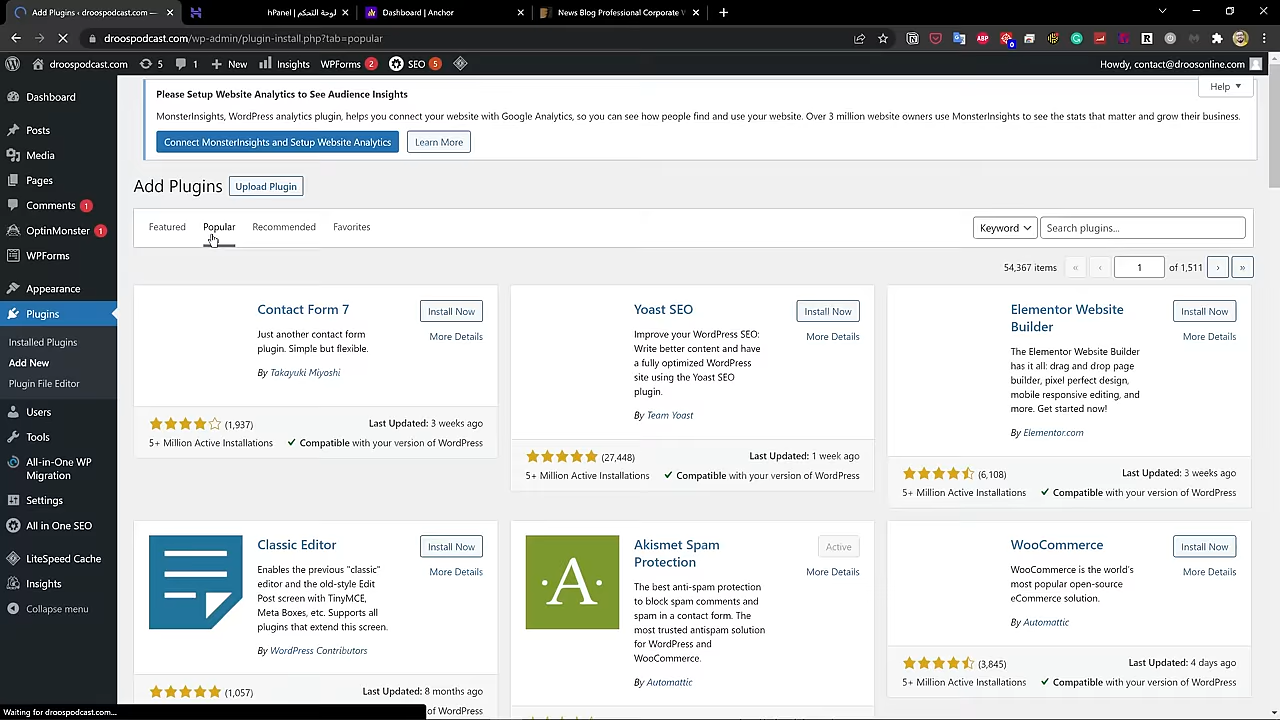 Add Plugins ‹ droospodcast.com —
hPanel | لوحة التحكم
Dashboard | Anchor
News Blog Professional Corporate V
droospodcast.com/wp-admin/plugin-install.php?tab=popular
droospodcast.com
5
1
New
Insights
WPForms 2
SEO 5
Howdy, contact@droosonline.com
Dashboard
Posts
Media
Pages
Comments 1
OptinMonster 1
WPForms
Appearance
Plugins
Installed Plugins
Add New
Plugin File Editor
Users
Tools
All-in-One WP
Migration
Settings
All in One SEO
LiteSpeed Cache
Insights
Collapse menu
Help
Please Setup Website Analytics to See Audience Insights
MonsterInsights, WordPress analytics plugin, helps you connect your website with Google Analytics, so you can see how people find and use your website. Over 3 million website owners use MonsterInsights to see the stats that matter and grow their business.
Connect MonsterInsights and Setup Website Analytics
Learn More
Add Plugins
Upload Plugin
Featured
Popular
Recommended
Favorites
Keyword
Search plugins...
54,367 items
«
‹
1
of 1,511
›
»
Contact Form 7
Install Now
More Details
Just another contact form
plugin. Simple but flexible.
By Takayuki Miyoshi
(1,937)
5+ Million Active Installations
Last Updated: 3 weeks ago
Compatible with your version of WordPress
Yoast SEO
Install Now
More Details
Improve your WordPress SEO:
Write better content and have
a fully optimized WordPress
site using the Yoast SEO
plugin.
By Team Yoast
(27,448)
5+ Million Active Installations
Last Updated: 1 week ago
Compatible with your version of WordPress
Elementor Website
Builder
Install Now
More Details
The Elementor Website Builder
has it all: drag and drop page
builder, pixel perfect design,
mobile responsive editing, and
more. Get started now!
By Elementor.com
(6,108)
5+ Million Active Installations
Last Updated: 3 weeks ago
Compatible with your version of WordPress
Classic Editor
Install Now
More Details
Enables the previous "classic"
editor and the old-style Edit
Post screen with TinyMCE,
Meta Boxes, etc. Supports all
plugins that extend this screen.
By WordPress Contributors
(1,057)
Last Updated: 8 months ago
of WordPress
A
Akismet Spam
Protection
Active
More Details
The best anti-spam protection
to block spam comments and
spam in a contact form. The
most trusted antispam solution
for WordPress and
WooCommerce.
By Automattic
WooCommerce
Install Now
More Details
WooCommerce is the world's
most popular open-source
eCommerce solution.
By Automattic
(3,845)
5+ Million Active Installations
Last Updated: 4 days ago
Compatible with your version of WordPress
Waiting for droospodcast.com...